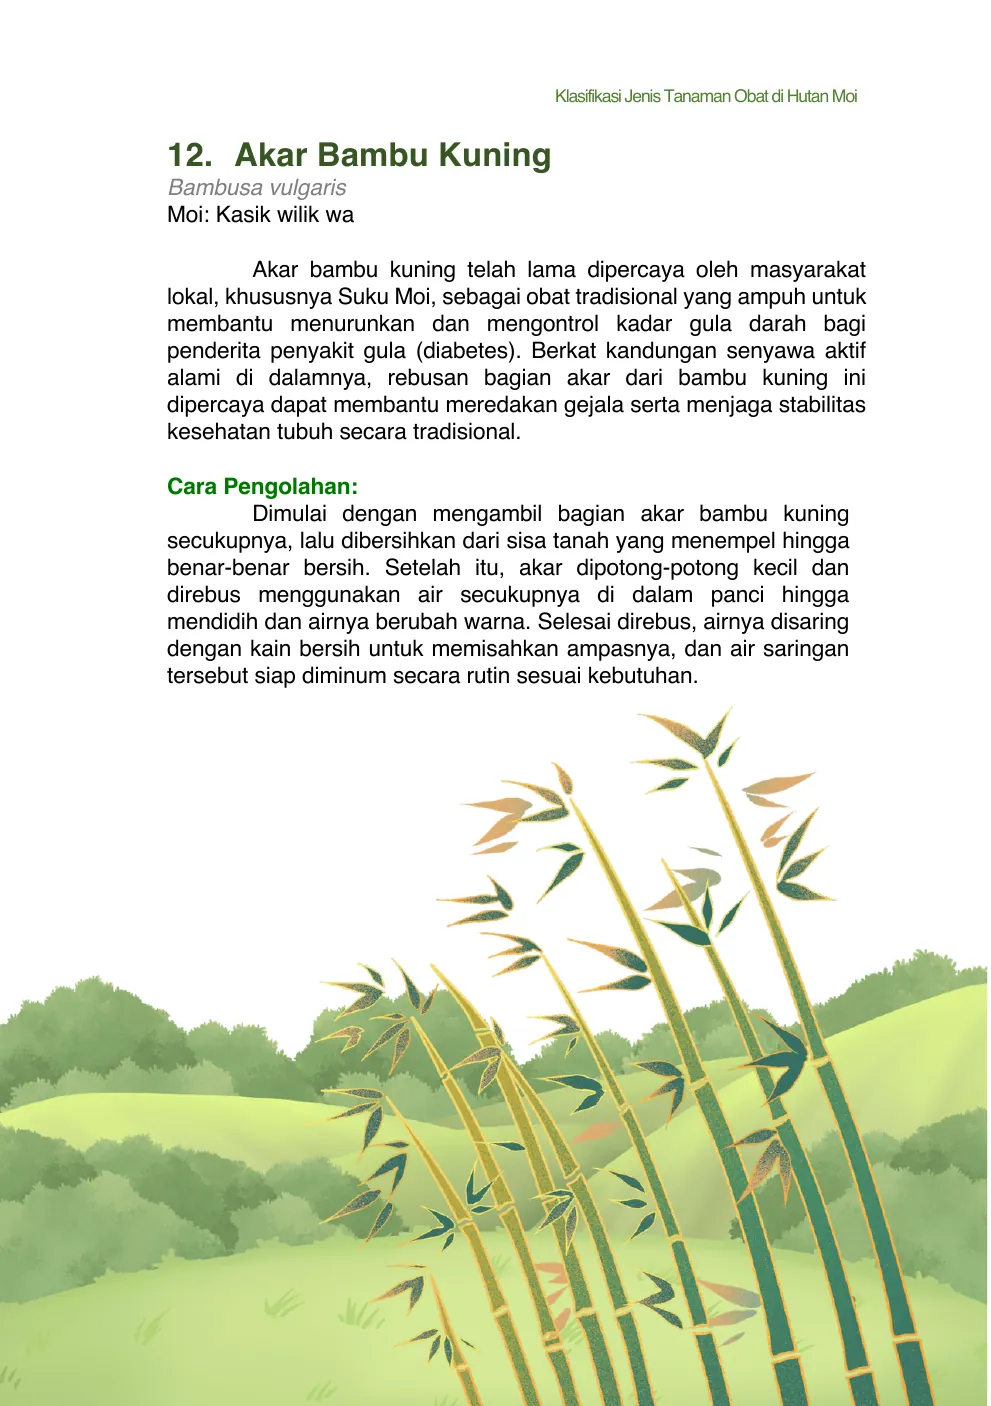 Klasifikasi Jenis Tanaman Obat di Hutan Moi
12. Akar Bambu Kuning
Bambusa vulgaris
Moi: Kasik wilik wa
Akar bambu kuning telah lama dipercaya oleh masyarakat
lokal, khususnya Suku Moi, sebagai obat tradisional yang ampuh untuk
membantu menurunkan dan mengontrol kadar gula darah bagi
penderita penyakit gula (diabetes). Berkat kandungan senyawa aktif
alami di dalamnya, rebusan bagian akar dari bambu kuning ini
dipercaya dapat membantu meredakan gejala serta menjaga stabilitas
kesehatan tubuh secara tradisional.
Cara Pengolahan:
Dimulai dengan mengambil bagian akar bambu kuning
secukupnya, lalu dibersihkan dari sisa tanah yang menempel hingga
benar-benar bersih. Setelah itu, akar dipotong-potong kecil dan
direbus menggunakan air secukupnya di dalam panci hingga
mendidih dan airnya berubah warna. Selesai direbus, airnya disaring
dengan kain bersih untuk memisahkan ampasnya, dan air saringan
tersebut siap diminum secara rutin sesuai kebutuhan.